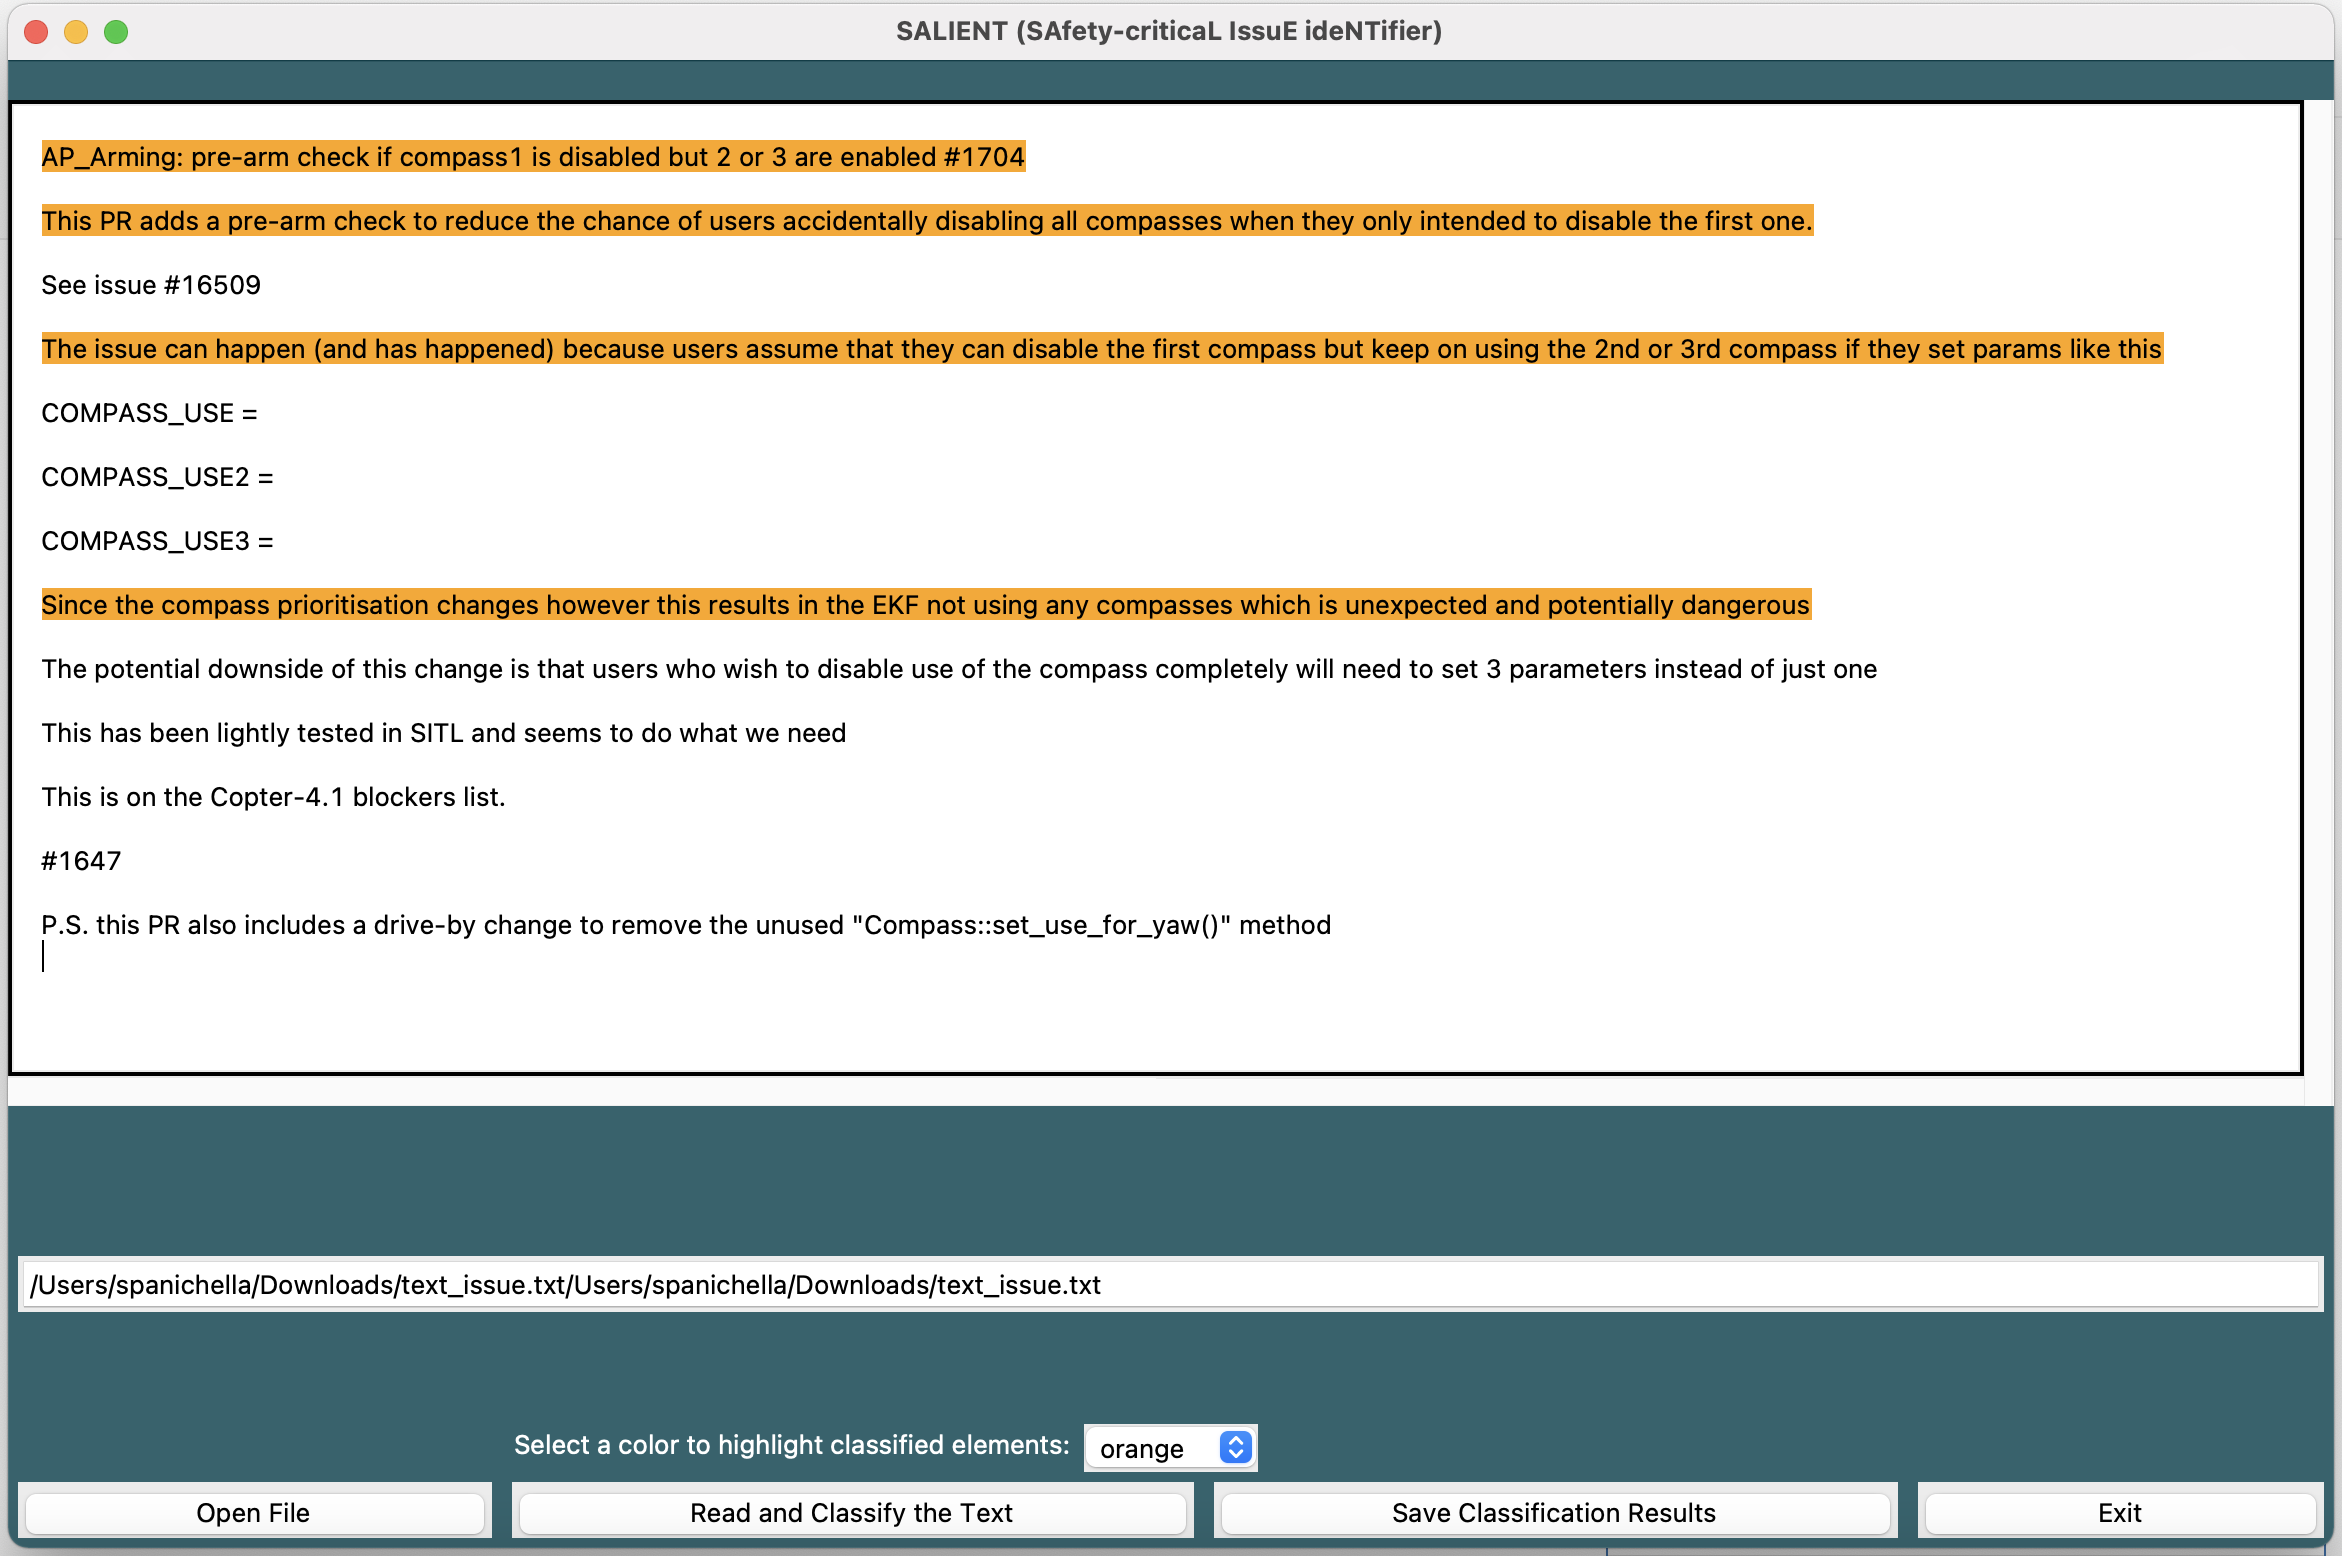 SALIENT (SAfety-criticaL IssuE ideNTifier)
AP_Arming: pre-arm check if compass1 is disabled but 2 or 3 are enabled #1704
This PR adds a pre-arm check to reduce the chance of users accidentally disabling all compasses when they only intended to disable the first one.
See issue #16509
The issue can happen (and has happened) because users assume that they can disable the first compass but keep on using the 2nd or 3rd compass if they set params like this
COMPASS_USE =
COMPASS_USE2 =
COMPASS_USE3 =
Since the compass prioritisation changes however this results in the EKF not using any compasses which is unexpected and potentially dangerous
The potential downside of this change is that users who wish to disable use of the compass completely will need to set 3 parameters instead of just one
This has been lightly tested in SITL and seems to do what we need
This is on the Copter-4.1 blockers list.
#1647
P.S. this PR also includes a drive-by change to remove the unused "Compass::set_use_for_yaw()" method
/Users/spanichella/Downloads/text_issue.txt/Users/spanichella/Downloads/text_issue.txt
Select a color to highlight classified elements: orange
Open File Read and Classify the Text Save Classification Results Exit